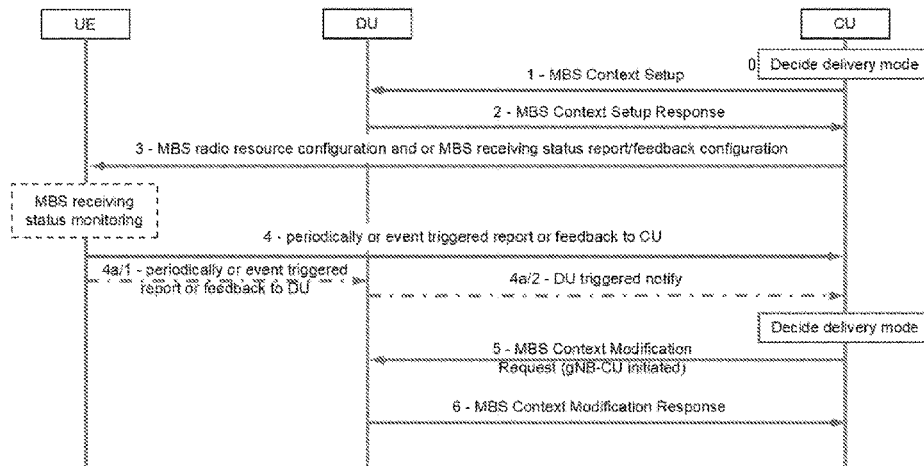 UE
DU
CU
0
Decide delivery mode
1 - MBS Context Setup
2 - MBS Context Setup Response
3 - MBS radio resource configuration and or MBS receiving status report/feedback configuration
MBS receiving
status monitoring
4 - periodically or event triggered report or feedback to CU
4a/1 - periodically or event triggered
report or feedback to DU
4a/2 - DU triggered notify
Decide delivery mode
5 - MBS Context Modification
Request (gNB-CU initiated)
6 - MBS Context Modification Response